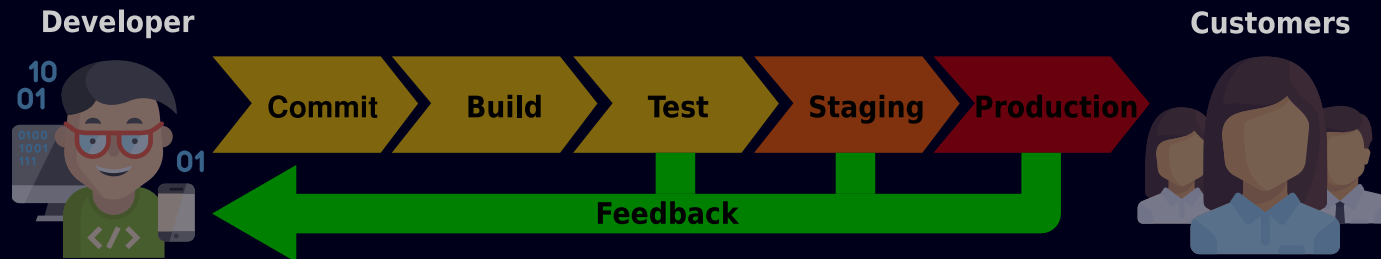 Developer
Customers
10
01
0100
1001
111
01
</>
Commit
Build
Test
Staging
Production
Feedback